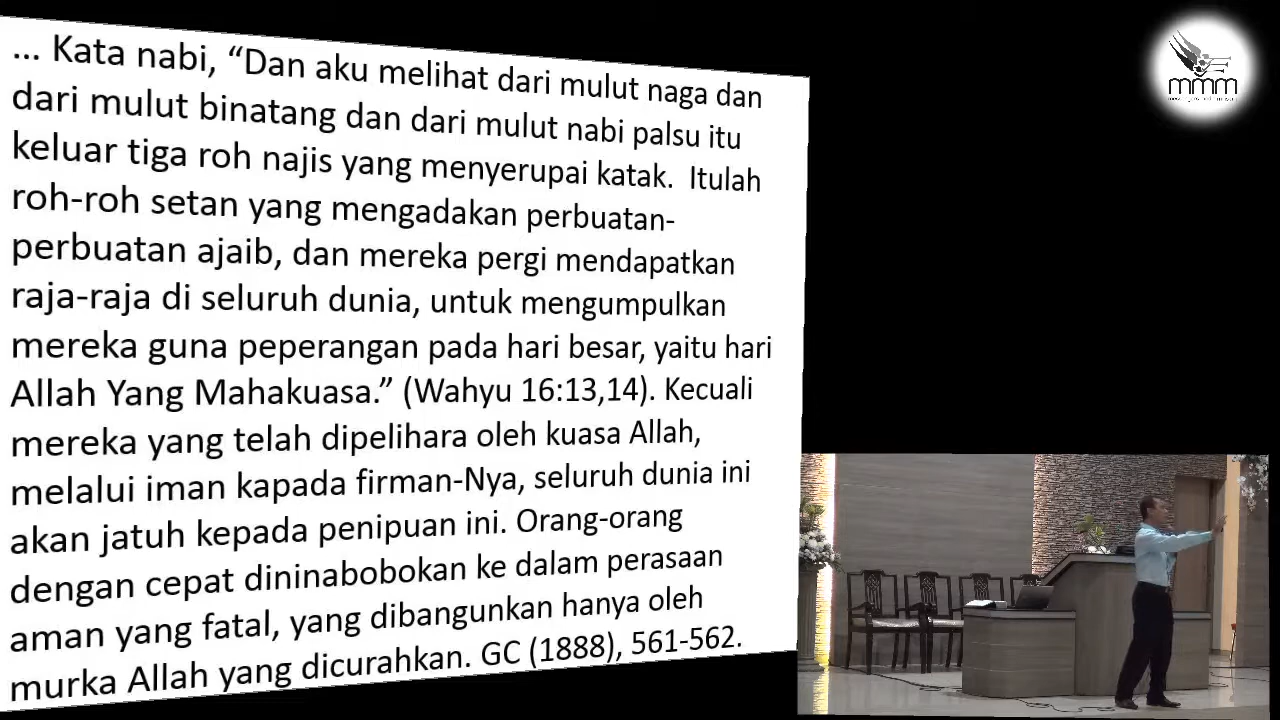 ... Kata nabi, “Dan aku melihat dari mulut naga dan
dari mulut binatang dan dari mulut nabi palsu itu
keluar tiga roh najis yang menyerupai katak. Itulah
roh-roh setan yang mengadakan perbuatan-
perbuatan ajaib, dan mereka pergi mendapatkan
raja-raja di seluruh dunia, untuk mengumpulkan
mereka guna peperangan pada hari besar, yaitu hari
Allah Yang Mahakuasa.” (Wahyu 16:13,14). Kecuali
mereka yang telah dipelihara oleh kuasa Allah,
melalui iman kapada firman-Nya, seluruh dunia ini
akan jatuh kepada penipuan ini. Orang-orang
dengan cepat dininabobokan ke dalam perasaan
aman yang fatal, yang dibangunkan hanya oleh
murka Allah yang dicurahkan. GC (1888), 561-562.
mmm